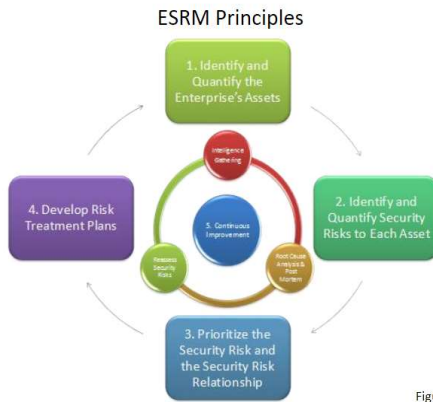 ESRM Principles
1. Identify and
Quantify the
Enterprise's Assets
Intelligence
Gathering
4. Develop Risk
Treatment Plans
5. Continuous
Improvement
2. Identify and
Quantify Security
Risks to Each Asset
Reassess
Security
Risks
Root Cause
Analysis &
Post
Mortem
3. Prioritize the
Security Risk and
the Security Risk
Relationship
Figu